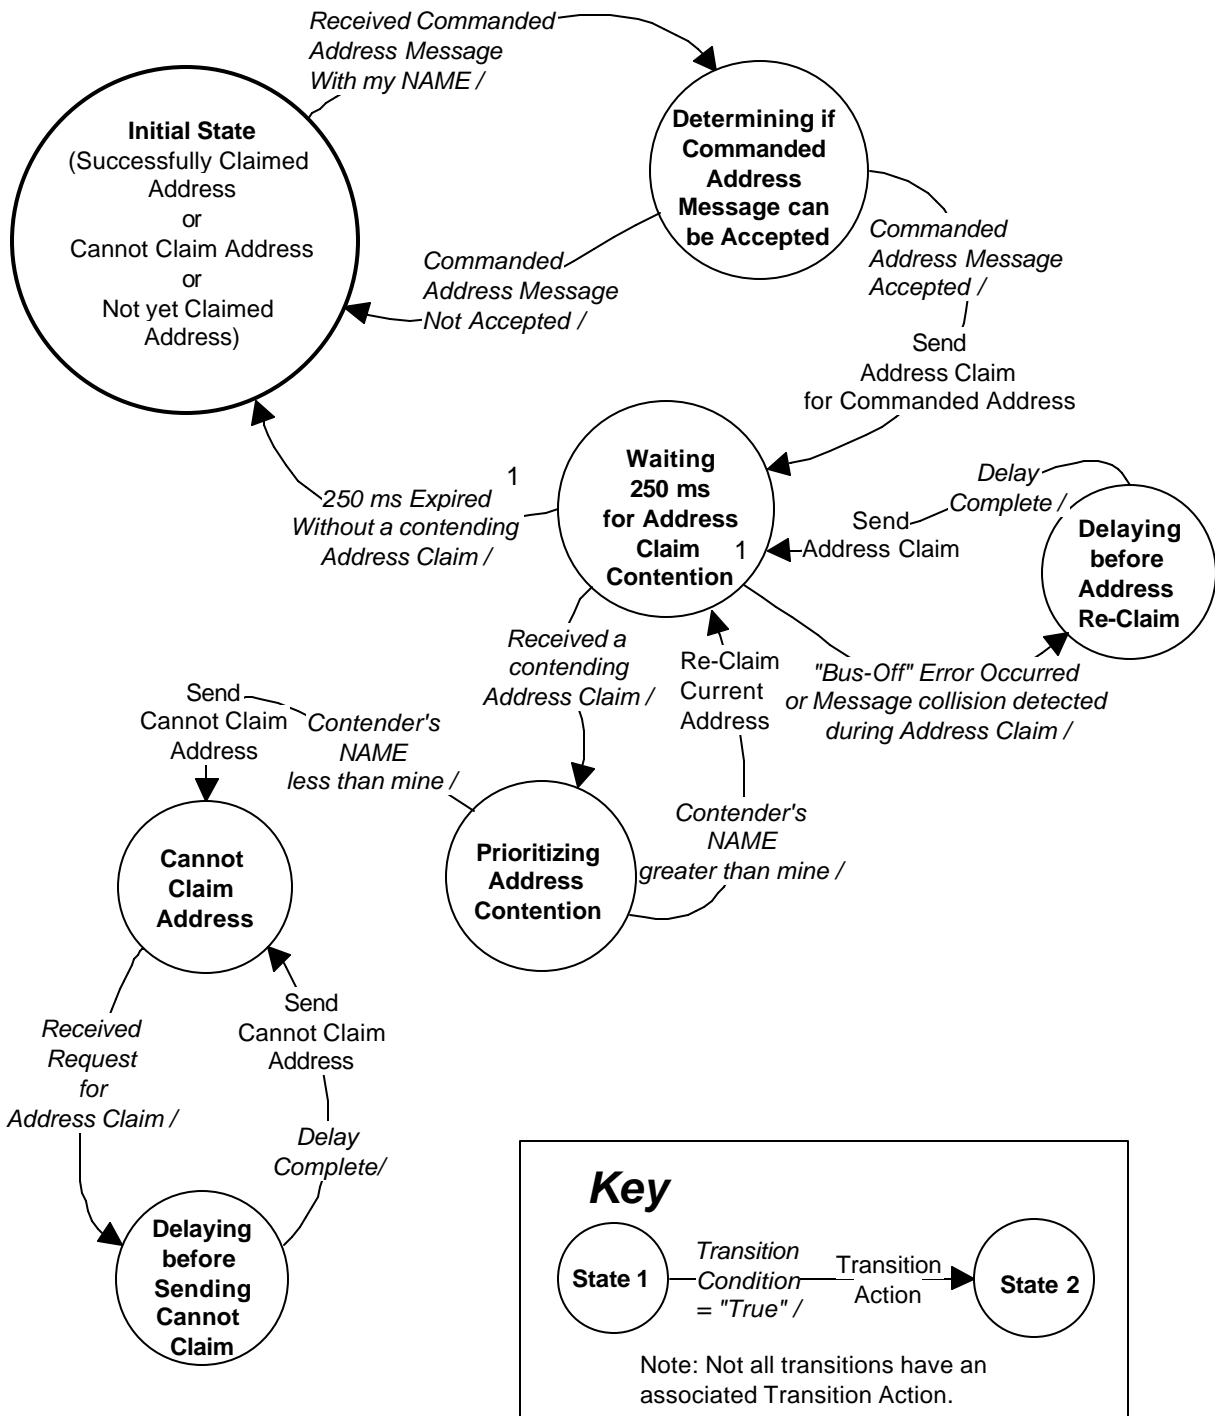 Received Commanded
Address Message
With my NAME /
Initial State
(Successfully Claimed
Address
or
Cannot Claim Address
or
Not yet Claimed
Address)
Determining if
Commanded
Address
Message can
be Accepted
Commanded
Address Message
Not Accepted /
Commanded
Address Message
Accepted /
Send
Address Claim
for Commanded Address
1
250 ms Expired
Without a contending
Address Claim /
Waiting
250 ms
for Address
Claim
Contention
1
Delay
Complete /
Send
Address Claim
Delaying
before
Address
Re-Claim
Received a
contending
Address Claim /
Re-Claim
Current
Address
"Bus-Off" Error Occurred
or Message collision detected
during Address Claim /
Send
Cannot Claim
Address
Contender's
NAME
less than mine /
Contender's
NAME
greater than mine /
Prioritizing
Address
Contention
Cannot
Claim
Address
Received
Request
for
Address Claim /
Send
Cannot Claim
Address
Delay
Complete/
Delaying
before
Sending
Cannot
Claim
Key
State 1
Transition
Condition
= "True" /
Transition
Action
State 2
Note: Not all transitions have an
associated Transition Action.